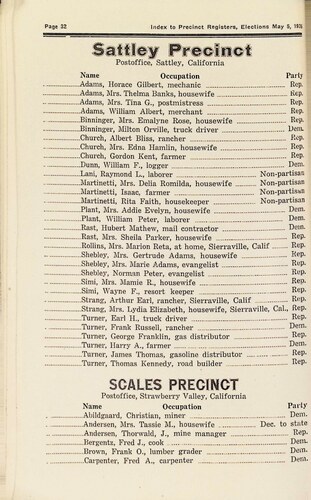 Page 32 Index to Precinct Registers, Elections May 5, 1936
Sattley Precinct
Postoffice, Sattley, California
Name Occupation Party
Adams, Horace Gilbert, mechanic Rep.
Adams, Mrs. Thelma Banks, housewife Rep.
Adams, Mrs. Tina G., postmistress Rep.
Adams, William Albert, merchant Rep.
Binninger, Mrs. Emalyne Rose, housewife Rep.
Binninger, Milton Orville, truck driver Dem.
Church, Albert Bliss, rancher Rep.
Church, Mrs. Edna Hamlin, housewife Rep.
Church, Gordon Kent, farmer Rep.
Dunn, William F., logger Dem.
Lani, Raymond L., laborer Non-partisan
Martinetti, Mrs. Delia Romilda, housewife Non-partisan
Martinetti, Isaac, farmer Non-partisan
Martinetti, Rita Faith, housekeeper Non-partisan
Plant, Mrs. Addie Evelyn, housewife Dem.
Plant, William Peter, laborer Dem.
Rast, Hubert Mathew, mail contractor Dem.
Rast, Mrs. Sheila Parker, housewife Rep.
Rollins, Mrs. Marion Reta, at home, Sierraville, Calif Rep.
Shebley, Mrs. Gertrude Adams, housewife Rep.
Shebley, Mrs. Marie Adams, evangelist Rep.
Shebley, Norman Peter, evangelist Rep.
Simi, Mrs. Mamie R., housewife Rep.
Simi, Wayne F., resort keeper Rep.
Strang, Arthur Earl, rancher, Sierraville, Calif Rep.
Strang, Mrs. Lydia Elizabeth, housewife, Sierraville, Cal., Rep.
Turner, Earl H., truck driver Rep.
Turner, Frank Russell, rancher Dem.
Turner, George Franklin, gas distributor Rep.
Turner, Harry A., farmer Dem.
Turner, James Thomas, gasoline distributor Rep.
Turner, Thomas Kennedy, road builder Rep.
SCALES PRECINCT
Postoffice, Strawberry Valley, California
Name Occupation Party
Abildguard, Christian, miner Dem.
Andersen, Mrs. Tassie M., housewife Dec. to state
Andersen, Thorwald, J., mine manager Rep.
Bergentz, Fred J., cook Dem.
Brown, Frank O., lumber grader Dem.
Carpenter, Fred A., carpenter Dem.